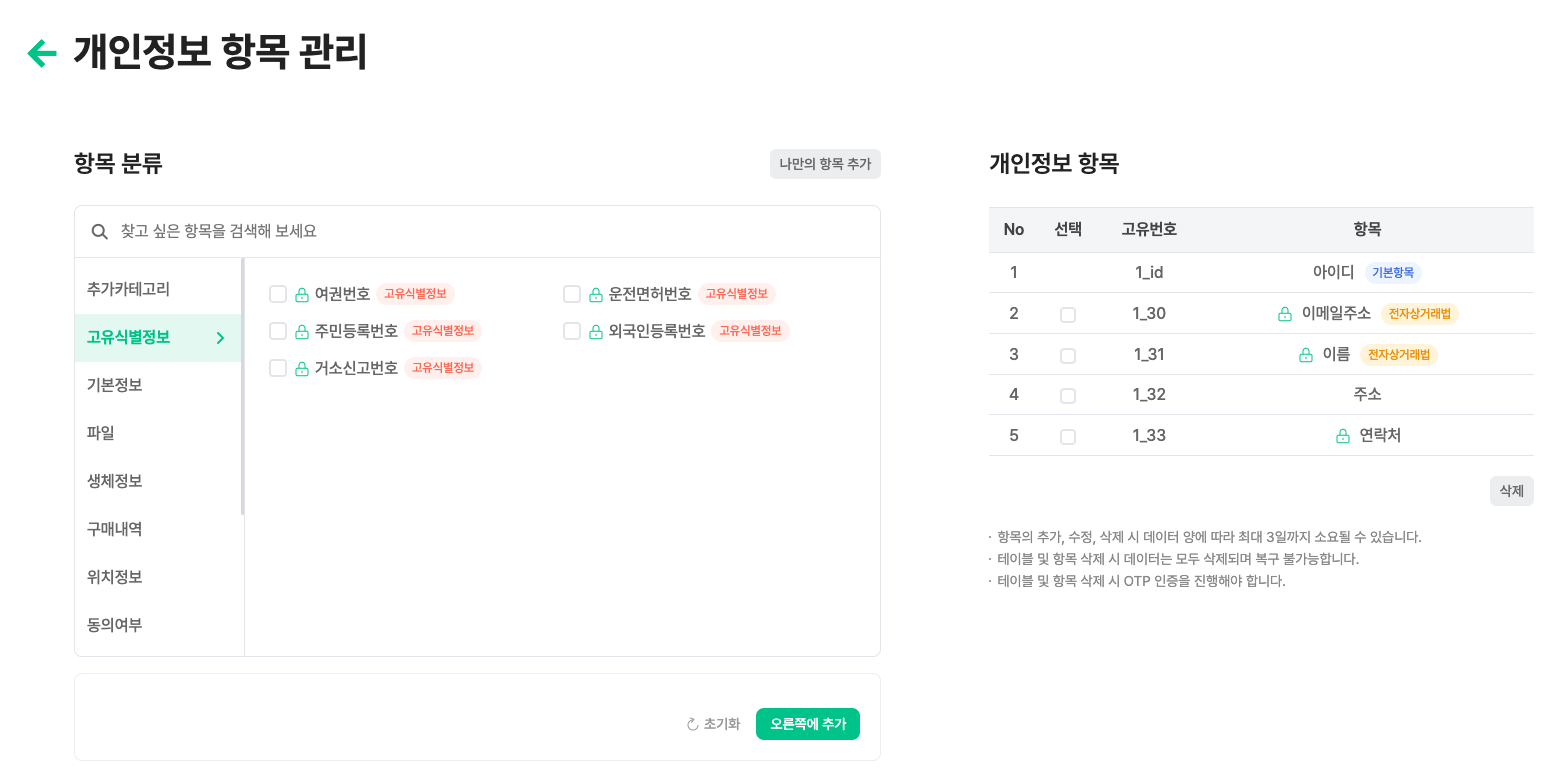 개인정보 항목 관리
항목 분류
나만의 항목 추가
찾고 싶은 항목을 검색해 보세요
추가카테고리
고유식별정보
기본정보
파일
생체정보
구매내역
위치정보
동의여부
여권번호 고유식별정보 운전면허번호 고유식별정보
주민등록번호 고유식별정보 외국인등록번호 고유식별정보
거소신고번호 고유식별정보
초기화 오른쪽에 추가
개인정보 항목
No 선택 고유번호 항목
1 1_id 아이디 기본항목
2 1_30 이메일주소 전자상거래법
3 1_31 이름 전자상거래법
4 1_32 주소
5 1_33 연락처
삭제
· 항목의 추가, 수정, 삭제 시 데이터 양에 따라 최대 3일까지 소요될 수 있습니다.
· 테이블 및 항목 삭제 시 데이터는 모두 삭제되며 복구 불가능합니다.
· 테이블 및 항목 삭제 시 OTP 인증을 진행해야 합니다.